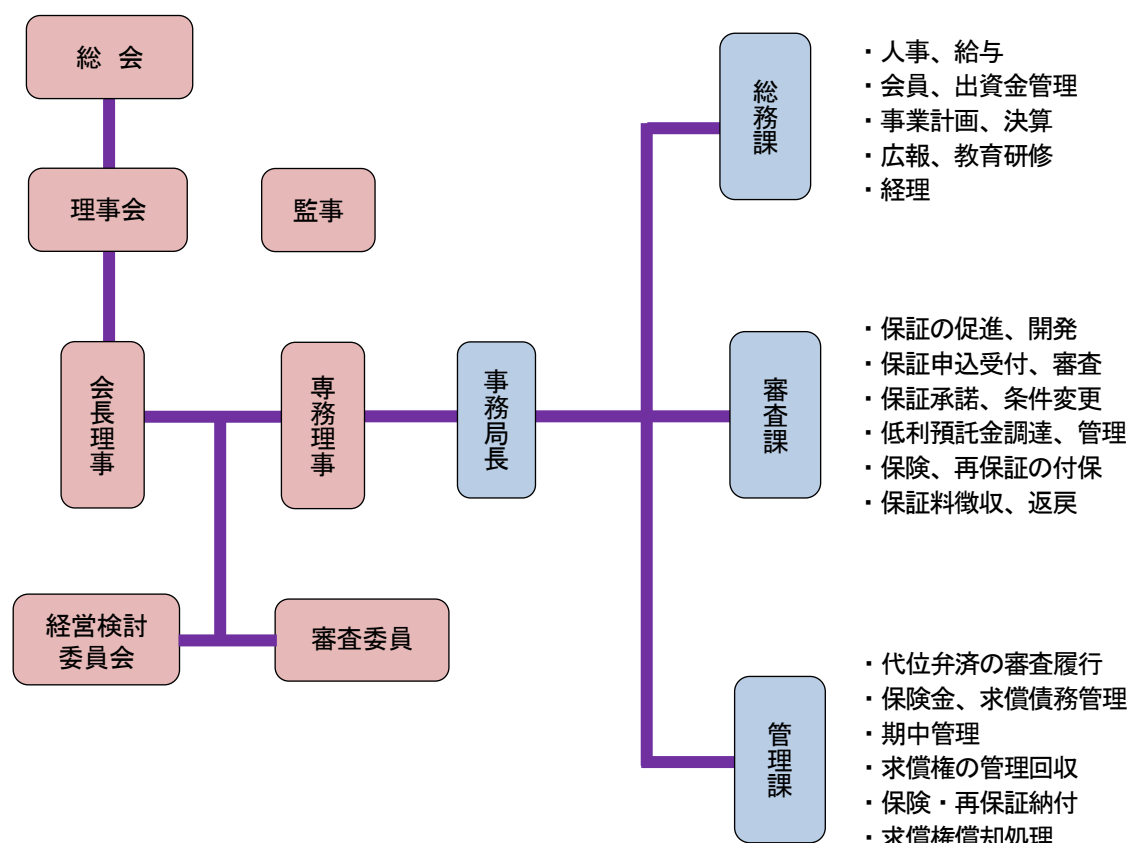 総 会
理事会
監事
会長理事
専務理事
事務局長
経営検討
委員会
審査委員
総務課
・人事、給与
・会員、出資金管理
・事業計画、決算
・広報、教育研修
・経理
審査課
・保証の促進、開発
・保証申込受付、審査
・保証承諾、条件変更
・低利預託金調達、管理
・保険、再保証の付保
・保証料徴収、返戻
管理課
・代位弁済の審査履行
・保険金、求償債務管理
・期中管理
・求償権の管理回収
・保険・再保証納付
・求償権償却処理